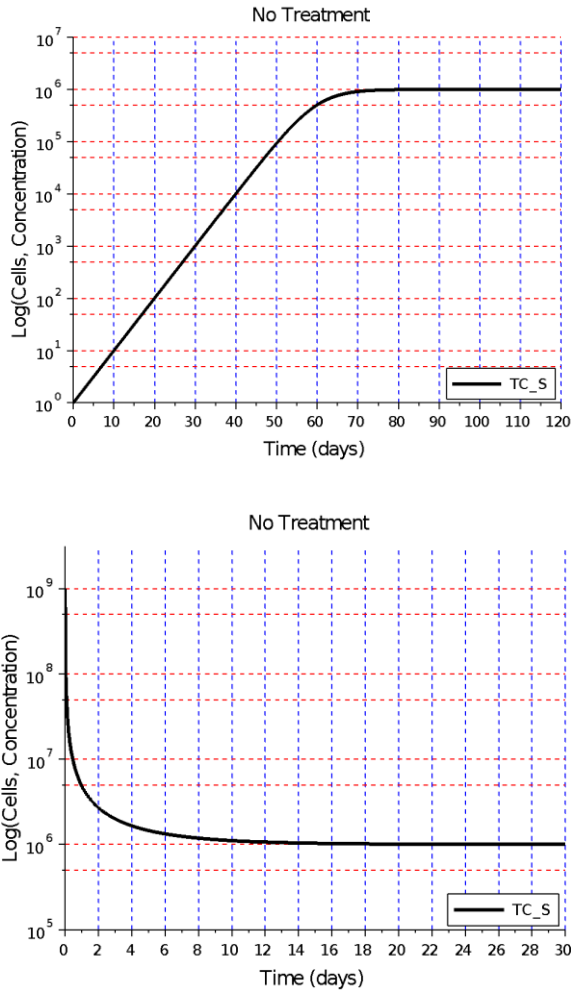 No Treatment
Log(Cells, Concentration)
10^7
10^6
10^5
10^4
10^3
10^2
10^1
10^0
0 10 20 30 40 50 60 70 80 90 100 110 120
TC_S
Time (days)
No Treatment
Log(Cells, Concentration)
10^9
10^8
10^7
10^6
10^5
0 2 4 6 8 10 12 14 16 18 20 22 24 26 28 30
TC_S
Time (days)